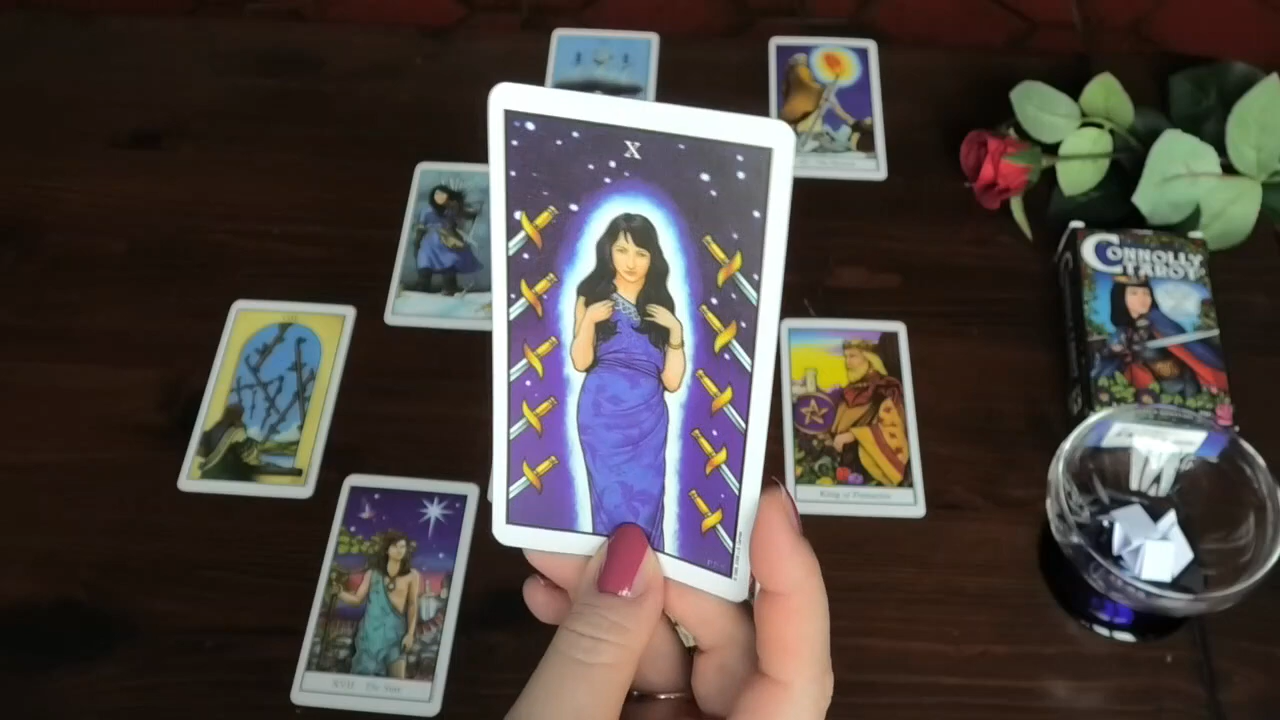 X
CONNOLLY
TAROT
King of Pentacles
XVII The Star